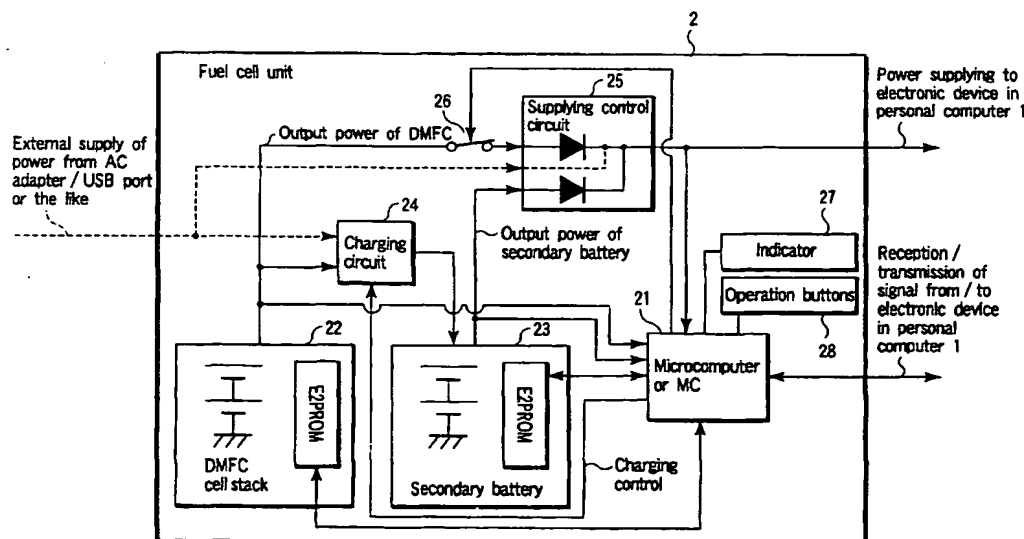 2
Fuel cell unit
25
Power supplying to
electronic device in
personal computer 1
26
Supplying control
circuit
Output power of DMFC
External supply of
power from AC
adapter / USB port
or the like
24
Charging
circuit
Output power of
secondary battery
27
Indicator
Reception /
transmission of
signal from / to
electronic device
in personal
computer 1
Operation buttons
28
21
22
23
Microcomputer
or MC
E2PROM
E2PROM
DMFC
cell stack
Secondary battery
Charging
control